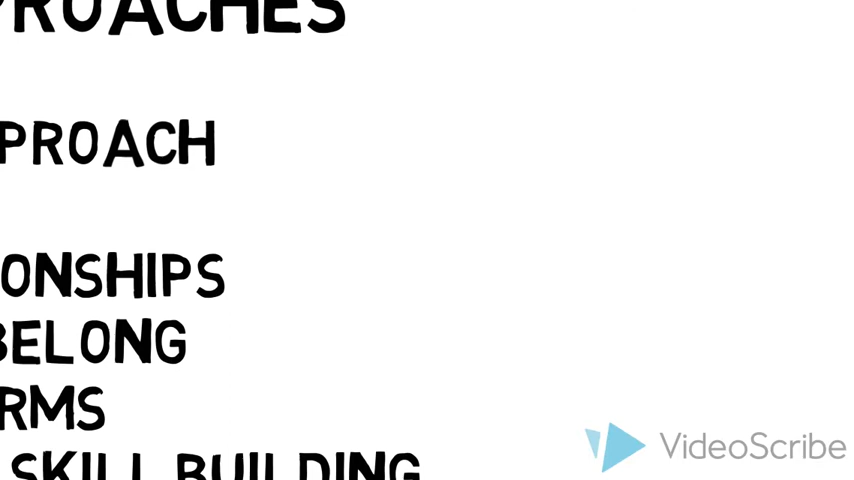 PROACHES
PROACH
ONSHIPS
BELONG
RMS
SKILL BUILDING
VideoScribe